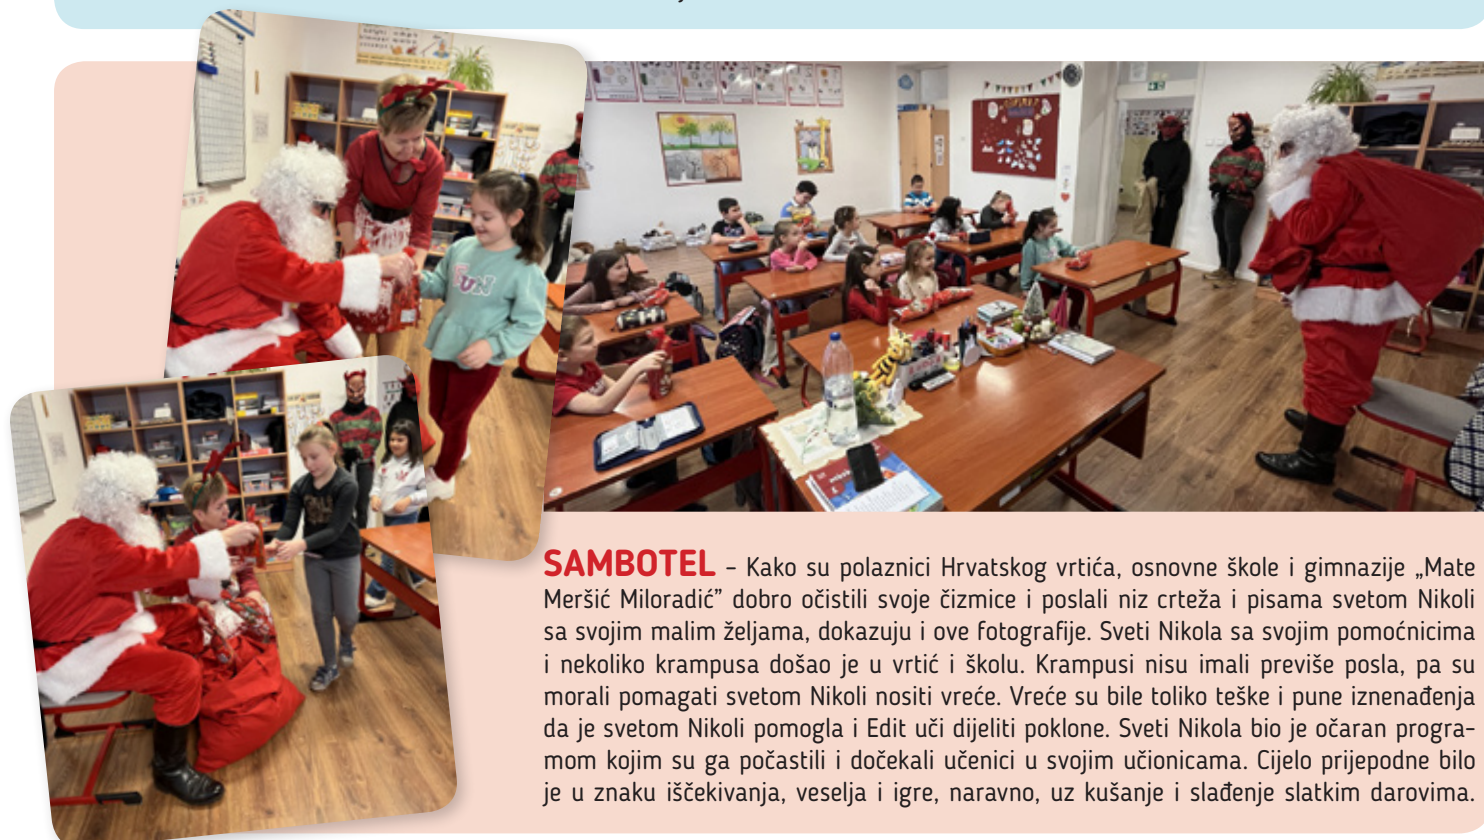 SAMBOTEL – Kako su polaznici Hrvatskog vrtića, osnovne škole i gimnazije „Mate
Meršić Miloradić” dobro očistili svoje čizmice i poslali niz crteža i pisama svetom Nikoli
sa svojim malim željama, dokazuju i ove fotografije. Sveti Nikola sa svojim pomoćnicima
i nekoliko krampusa došao je u vrtić i školu. Krampusi nisu imali previše posla, pa su
morali pomagati svetom Nikoli nositi vreće. Vreće su bile toliko teške i pune iznenađenja
da je svetom Nikoli pomogla i Edit uči dijeliti poklone. Sveti Nikola bio je očaran progra-
mom kojim su ga počastili i dočekali učenici u svojim učionicama. Cijelo prijepodne bilo
je u znaku iščekivanja, veselja i igre, naravno, uz kušanje i slađenje slatkim darovima.
FUN